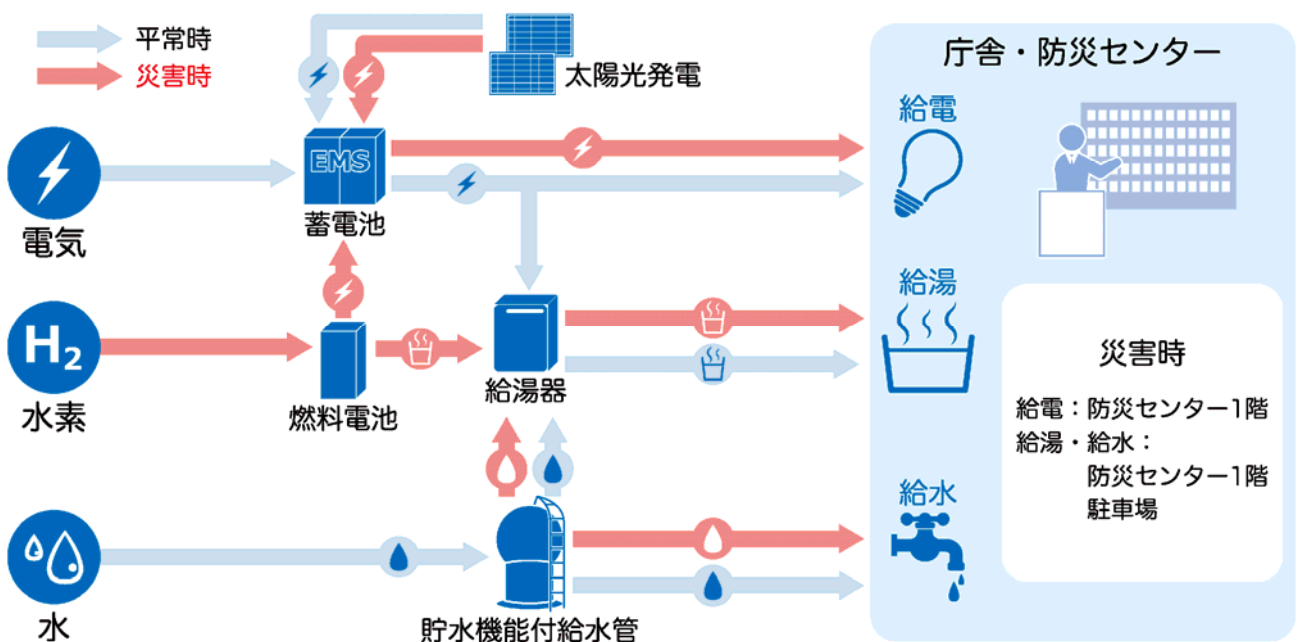 平常時
災害時
太陽光発電
庁舎・防災センター
給電
EMS
蓄電池
電気
給湯
H₂
水素
燃料電池
給湯器
災害時
給電：防災センター1階
給湯・給水：
防災センター1階
駐車場
給水
水
貯水機能付給水管